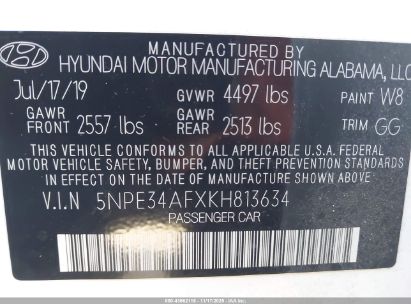 MANUFACTURED BY
HYUNDAI MOTOR MANUFACTURING ALABAMA, LLC
Jul/17/19 GVWR 4497 lbs PAINT W8
GAWR FRONT 2557 lbs GAWR REAR 2513 lbs TRIM GG
THIS VEHICLE CONFORMS TO ALL APPLICABLE U.S.A. FEDERAL
MOTOR VEHICLE SAFETY, BUMPER, AND THEFT PREVENTION STANDARDS
IN EFFECT ON THE DATE OF MANUFACTURE SHOWN ABOVE.
V.I.N 5NPE34AFXKH813634
PASSENGER CAR